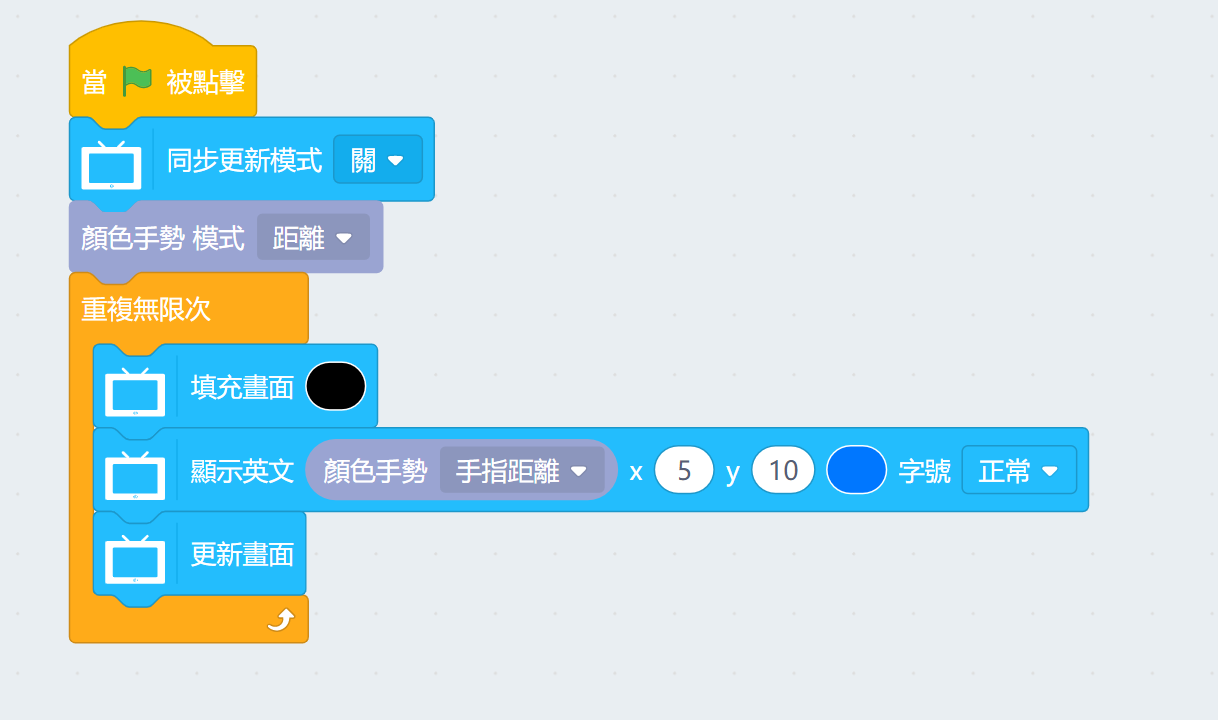 當 被點擊
同步更新模式 關
顏色手勢 模式 距離
重複無限次
填充畫面
顯示英文 顏色手勢 手指距離 x 5 y 10 字號 正常
更新畫面